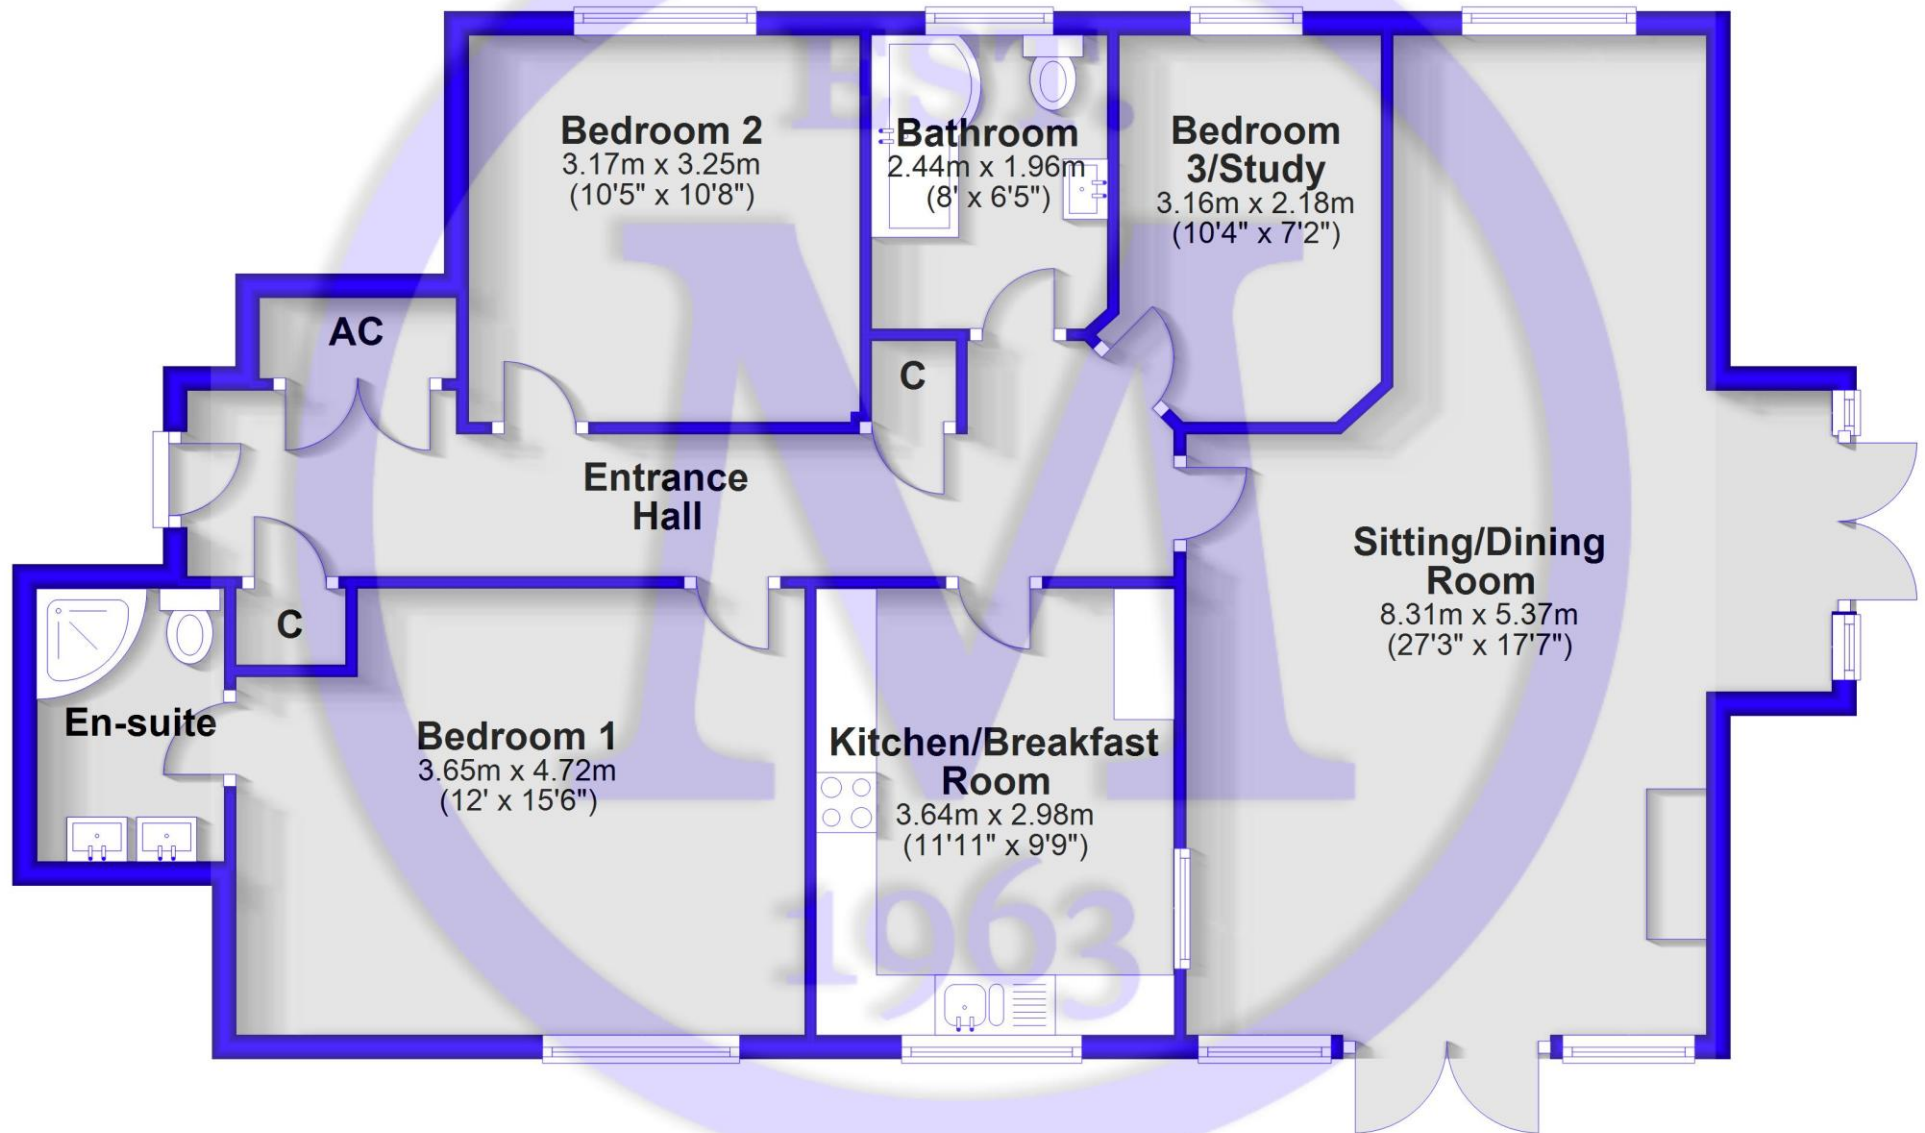 EST.
Bedroom 2
3.17m x 3.25m
(10'5" x 10'8")
Bathroom
2.44m x 1.96m
(8' x 6'5")
Bedroom
3/Study
3.16m x 2.18m
(10'4" x 7'2")
AC
C
Entrance
Hall
Sitting/Dining
Room
8.31m x 5.37m
(27'3" x 17'7")
C
En-suite
Bedroom 1
3.65m x 4.72m
(12' x 15'6")
Kitchen/Breakfast
Room
3.64m x 2.98m
(11'11" x 9'9")
M
1963